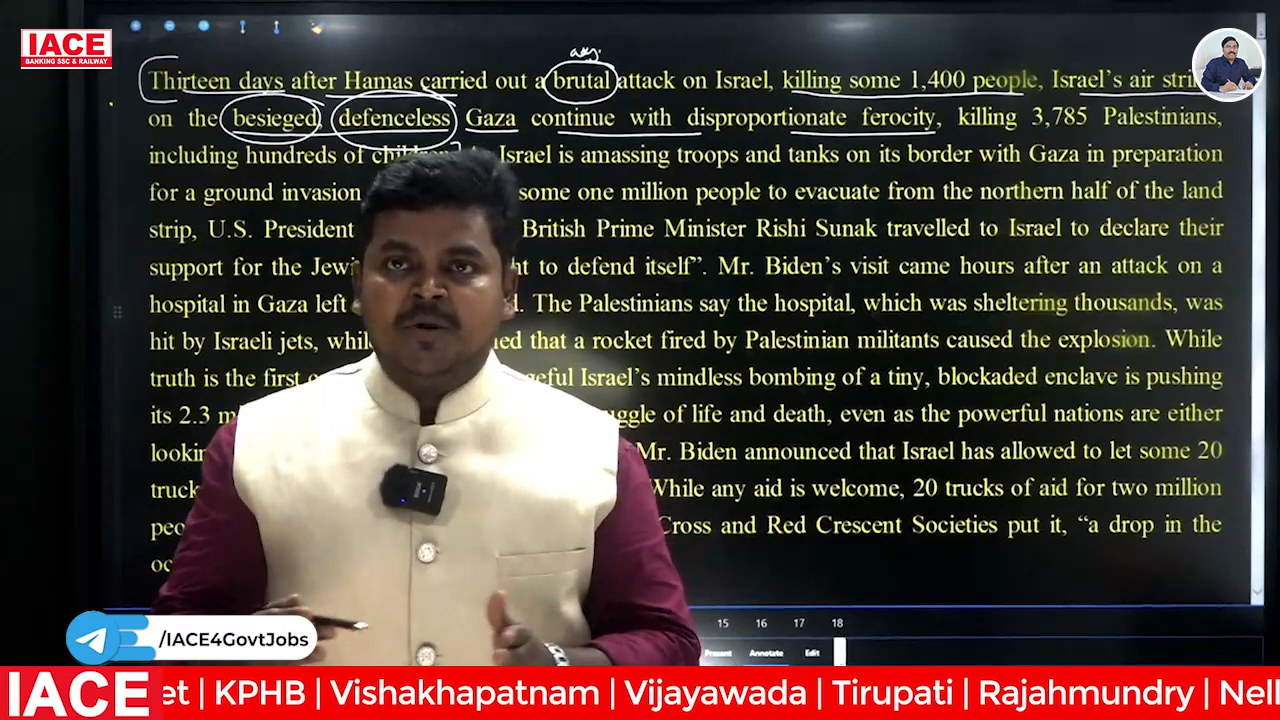 IACE
BANKING SSC & RAILWAY
adj.
Thirteen days after Hamas carried out a brutal attack on Israel, killing some 1,400 people, Israel's air
on the besieged, defenceless Gaza continue with disproportionate ferocity, killing 3,785 Palestinians,
including hundreds of Israel is amassing troops and tanks on its border with Gaza in preparation
for a ground invasion some one million people to evacuate from the northern half of the land
strip, U.S. President British Prime Minister Rishi Sunak travelled to Israel to declare their
support for the to defend itself”. Mr. Biden's visit came hours after an attack on a
hospital in Gaza left The Palestinians say the hospital, which was sheltering thousands, was
hit by Israeli jets, that a rocket fired by Palestinian militants caused the explosion. While
truth is the first Israel's mindless bombing of a tiny, blockaded enclave is pushing
its 2.3 of life and death, even as the powerful nations are either
Mr. Biden announced that Israel has allowed to let some 20
While any aid is welcome, 20 trucks of aid for two million
Cross and Red Crescent Societies put it, “a drop in the
15 16 17 18
Present Annotate Edit
/IACE4GovtJobs
IACE
| KPHB | Vishakhapatnam | Vijayawada | Tirupati | Rajahmundry |